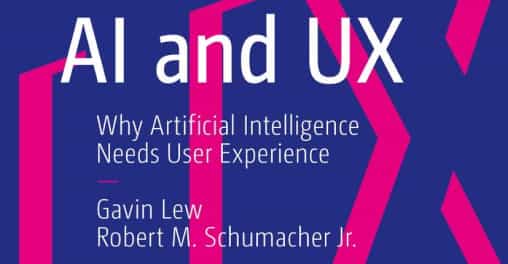 AI and UX
Why Artificial Intelligence
Needs User Experience
Gavin Lew
Robert M. Schumacher Jr.